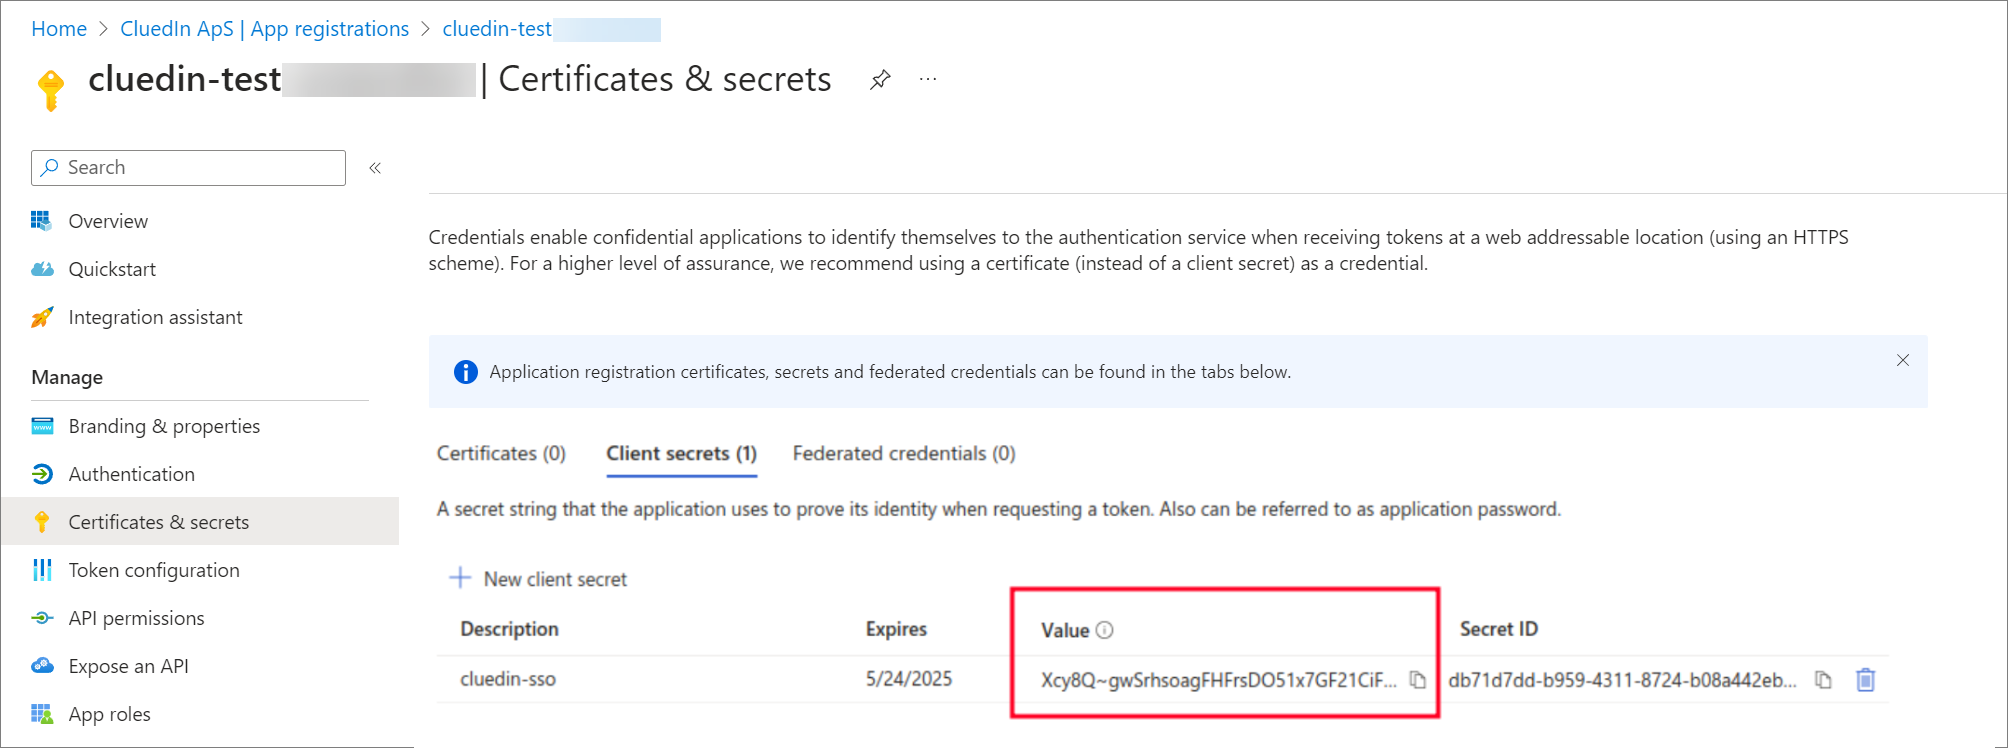 Home > CluedIn ApS | App registrations > cluedin-test
cluedin-test | Certificates & secrets ...
Search «
Overview
Quickstart
Integration assistant
Manage
Branding & properties
Authentication
Certificates & secrets
Token configuration
API permissions
Expose an API
App roles
Credentials enable confidential applications to identify themselves to the authentication service when receiving tokens at a web addressable location (using an HTTPS
scheme). For a higher level of assurance, we recommend using a certificate (instead of a client secret) as a credential.
Application registration certificates, secrets and federated credentials can be found in the tabs below.
Certificates (0) Client secrets (1) Federated credentials (0)
A secret string that the application uses to prove its identity when requesting a token. Also can be referred to as application password.
New client secret
Description Expires Value Secret ID
cluedin-sso 5/24/2025 Xcy8Q~gwSrhsoagFHFrsDO51x7GF21CiF... db71d7dd-b959-4311-8724-b08a442eb...